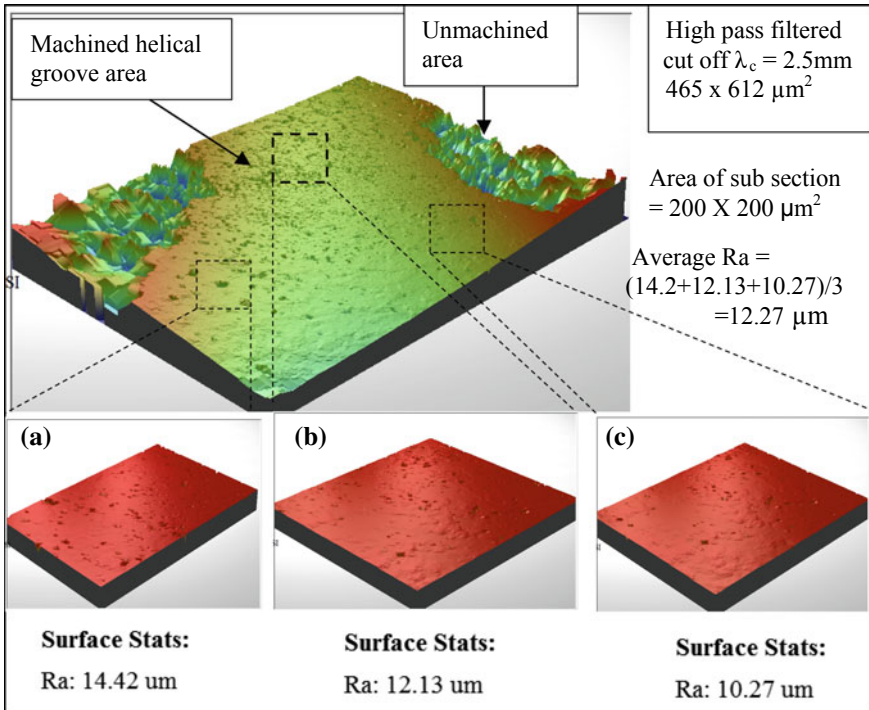 Machined helical
groove area
Unmachined
area
High pass filtered
cut off λc = 2.5mm
465 x 612 µm²
Area of sub section
= 200 X 200 µm²
Average Ra =
(14.2+12.13+10.27)/3
=12.27 µm
SI
(a)
(b)
(c)
SI
SI
Surface Stats:
Ra: 14.42 um
Surface Stats:
Ra: 12.13 um
Surface Stats:
Ra: 10.27 um